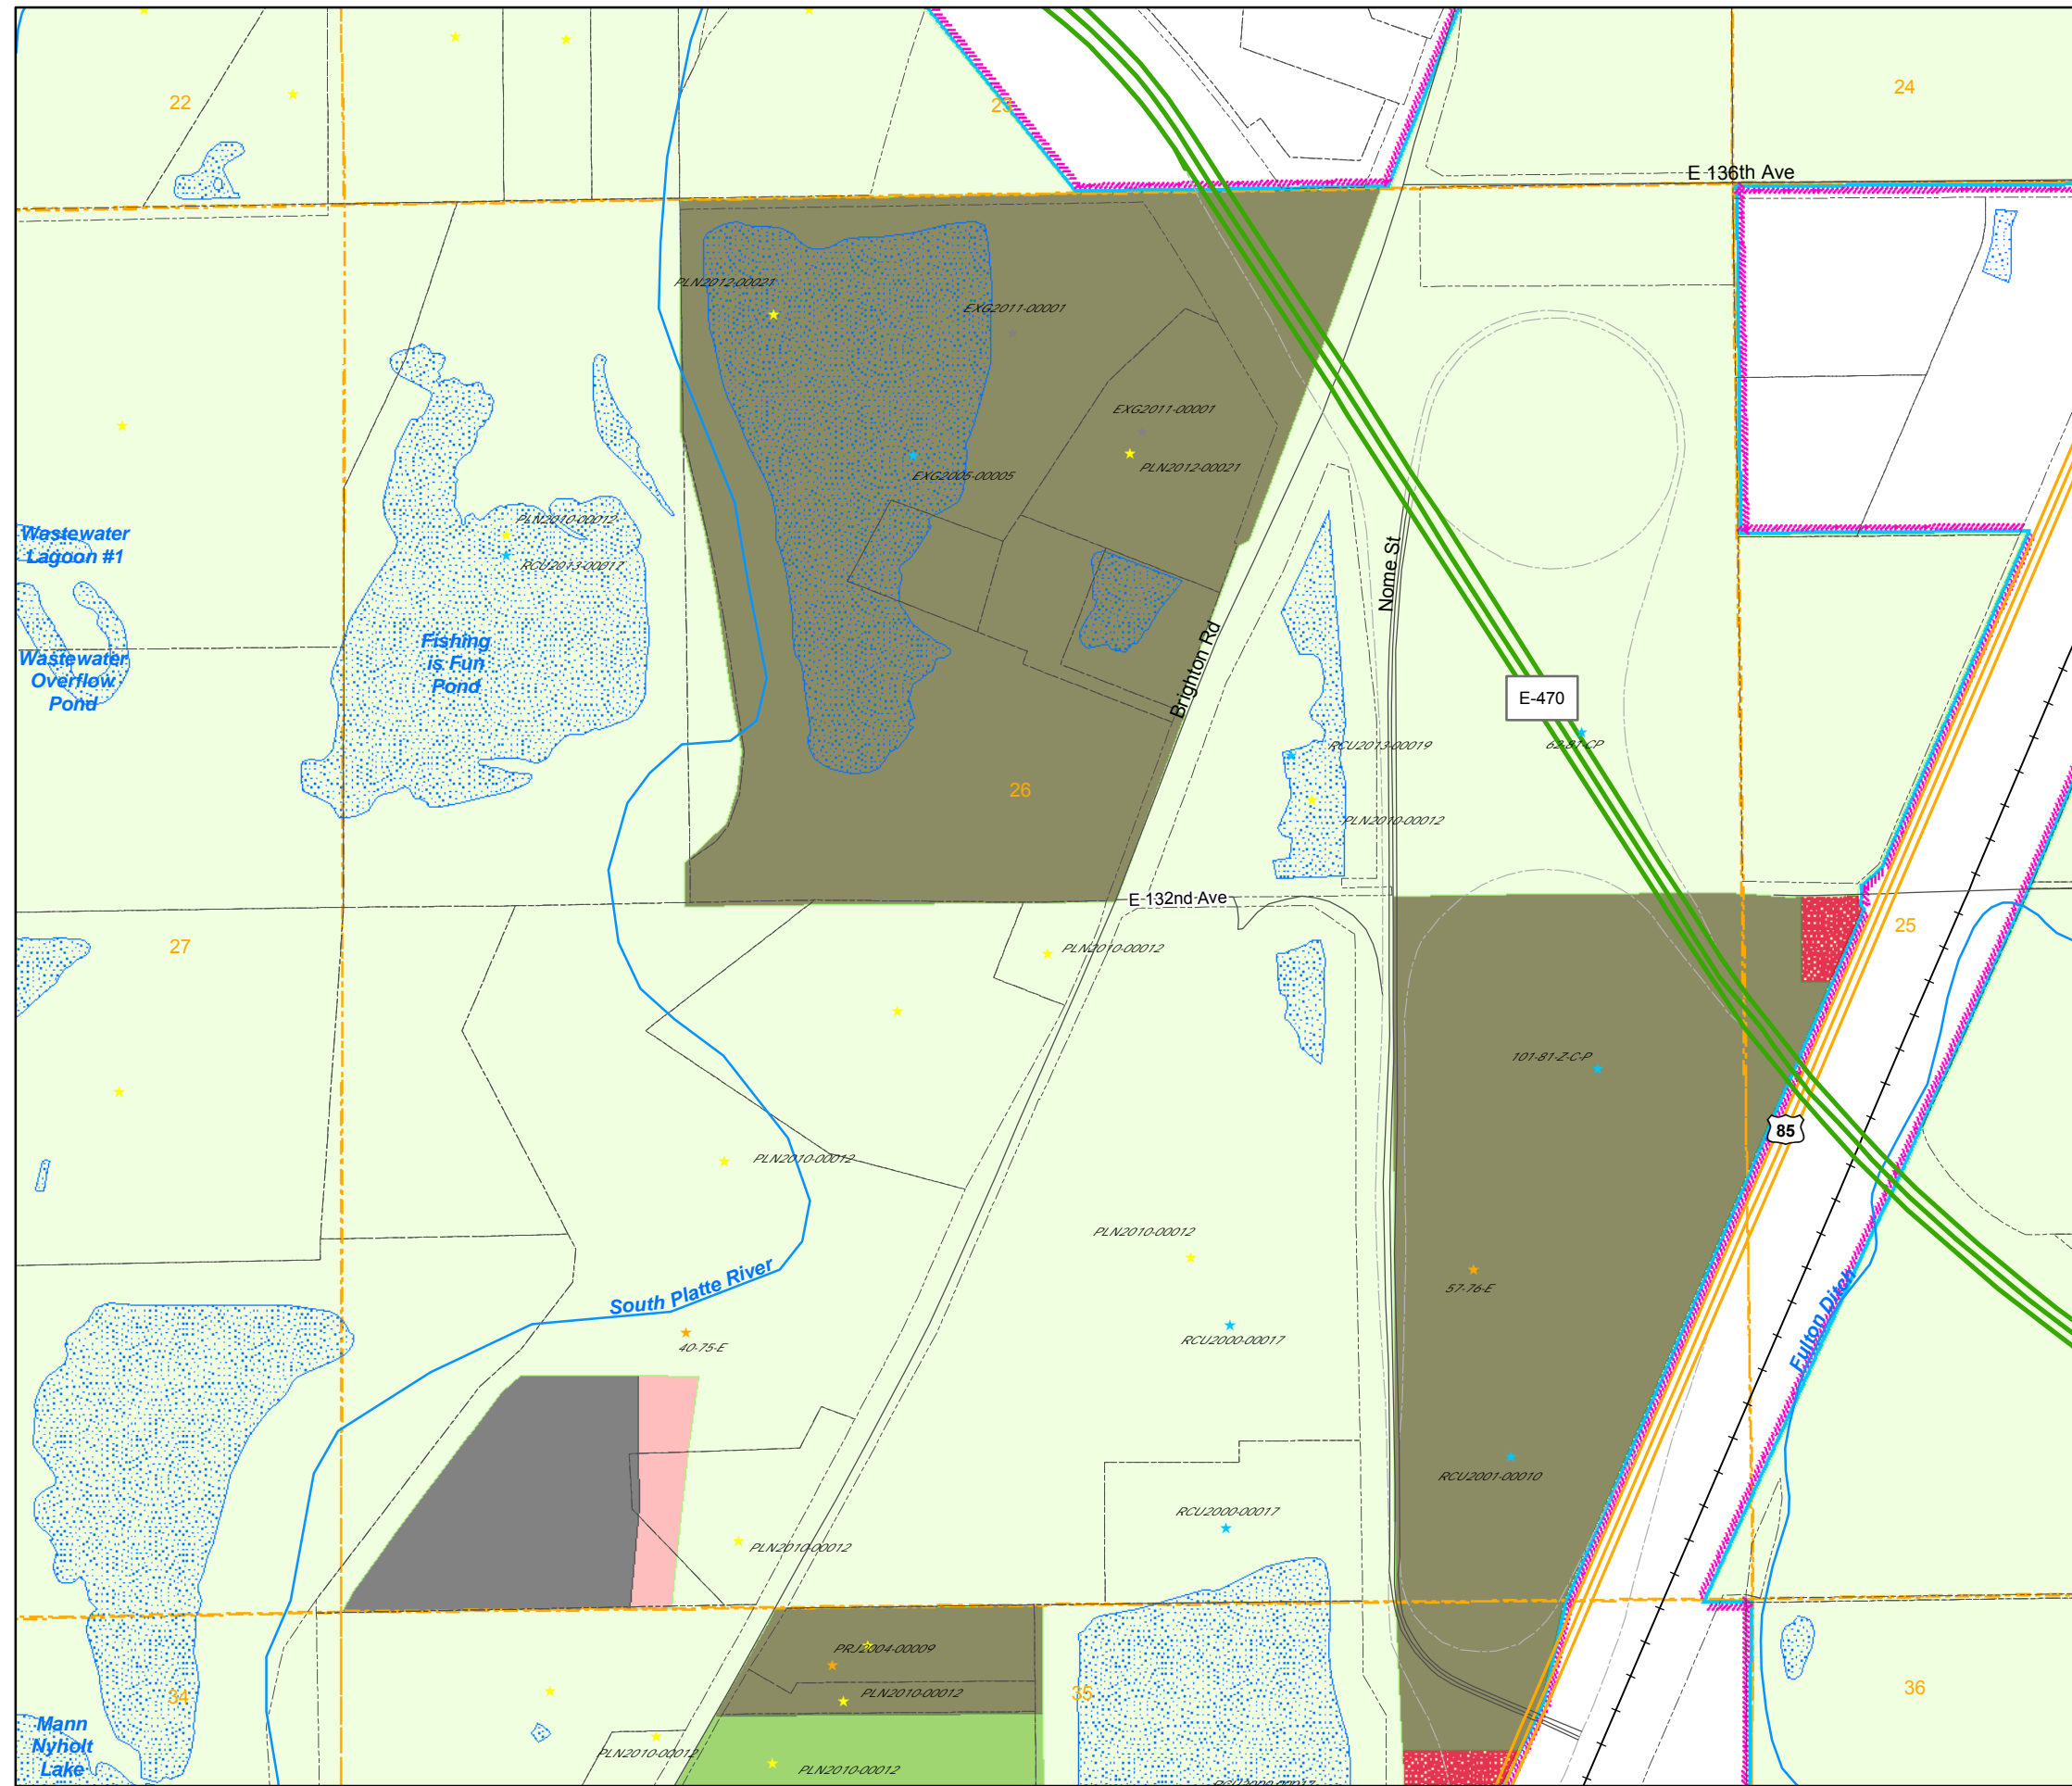 22
23
24
E 136th Ave
PLN2012-00021
EXG2011-00001
EXG2011-00001
PLN2012-00021
EXG2005-00005
PLN2010-00012
RCU2013-00017
Wastewater
Lagoon #1
Wastewater
Overflow
Pond
Fishing
is Fun
Pond
Nome St
Brighton Rd
E-470
62-81-CP
RCU2013-00019
PLN2010-00012
26
E 132nd Ave
27
25
PLN2010-00012
101-81-Z-C-P
85
PLN2010-00012
PLN2010-00012
South Platte River
57-76-E
Fulton Ditch
RCU2000-00017
40-75-E
RCU2001-00010
RCU2000-00017
PLN2010-00012
PRJ2004-00009
34
PLN2010-00012
35
36
Mann
Nyholt
Lake
PLN2010-00012
PLN2010-00012